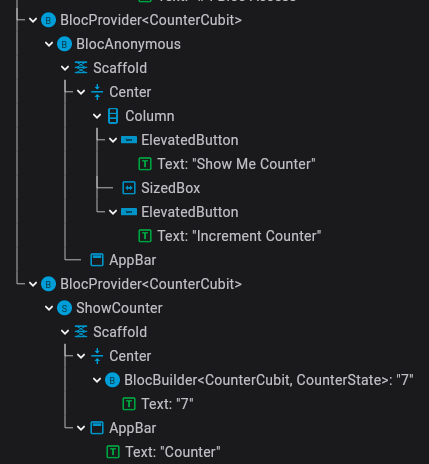 BlocProvider<CounterCubit>
BlocAnonymous
Scaffold
Center
Column
ElevatedButton
Text: "Show Me Counter"
SizedBox
ElevatedButton
Text: "Increment Counter"
AppBar
BlocProvider<CounterCubit>
ShowCounter
Scaffold
Center
BlocBuilder<CounterCubit, CounterState>: "7"
Text: "7"
AppBar
Text: "Counter"